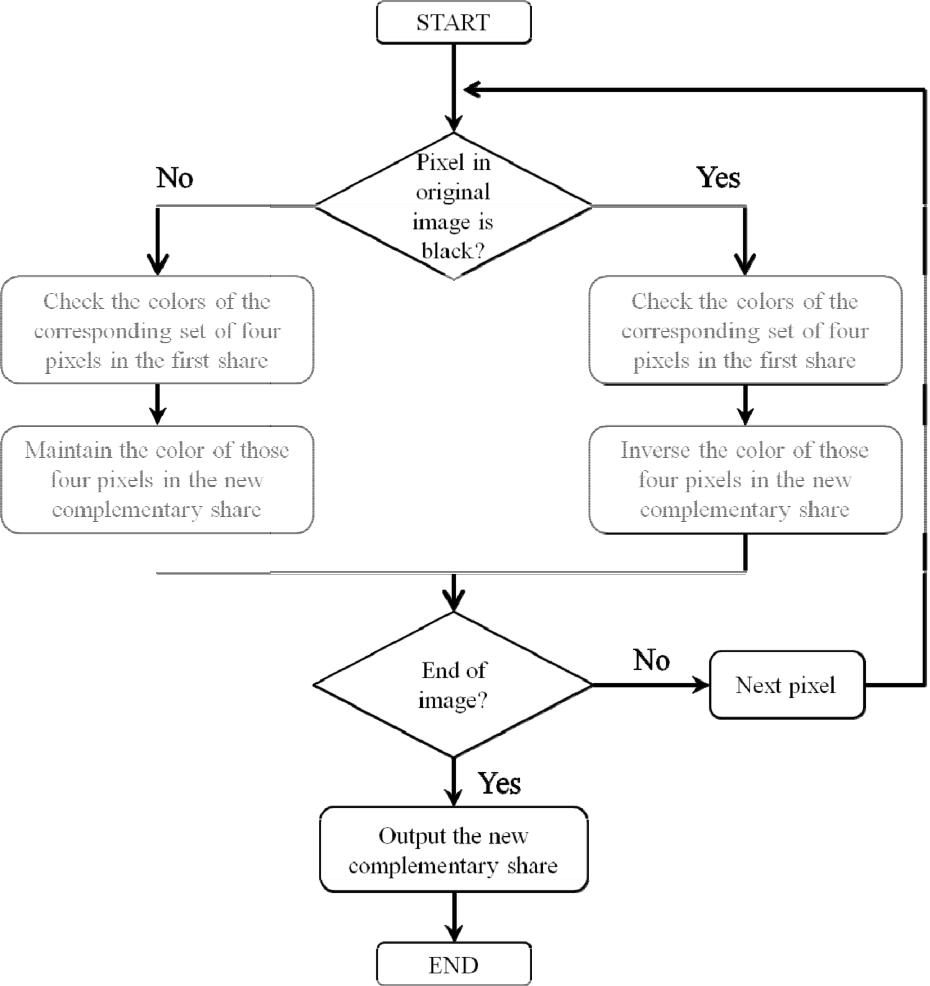 START
Pixel in
original
image is
black?
No
Yes
Check the colors of the
corresponding set of four
pixels in the first share
Check the colors of the
corresponding set of four
pixels in the first share
Maintain the color of those
four pixels in the new
complementary share
Inverse the color of those
four pixels in the new
complementary share
End of
image?
No
Next pixel
Yes
Output the new
complementary share
END